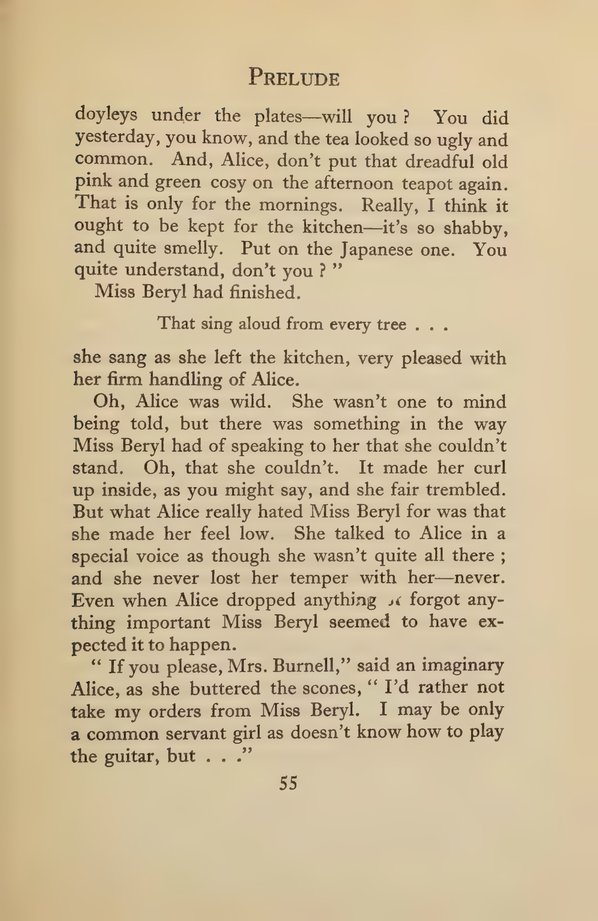 PRELUDE
doyleys under the plates—will you ? You did
yesterday, you know, and the tea looked so ugly and
common. And, Alice, don't put that dreadful old
pink and green cosy on the afternoon teapot again.
That is only for the mornings. Really, I think it
ought to be kept for the kitchen—it's so shabby,
and quite smelly. Put on the Japanese one. You
quite understand, don't you ? ”
Miss Beryl had finished.
That sing aloud from every tree . . .
she sang as she left the kitchen, very pleased with
her firm handling of Alice.
Oh, Alice was wild. She wasn't one to mind
being told, but there was something in the way
Miss Beryl had of speaking to her that she couldn't
stand. Oh, that she couldn't. It made her curl
up inside, as you might say, and she fair trembled.
But what Alice really hated Miss Beryl for was that
she made her feel low. She talked to Alice in a
special voice as though she wasn't quite all there ;
and she never lost her temper with her—never.
Even when Alice dropped anything forgot any-
thing important Miss Beryl seemed to have ex-
pected it to happen.
“ If you please, Mrs. Burnell,” said an imaginary
Alice, as she buttered the scones, “ I'd rather not
take my orders from Miss Beryl. I may be only
a common servant girl as doesn't know how to play
the guitar, but . . .”
55